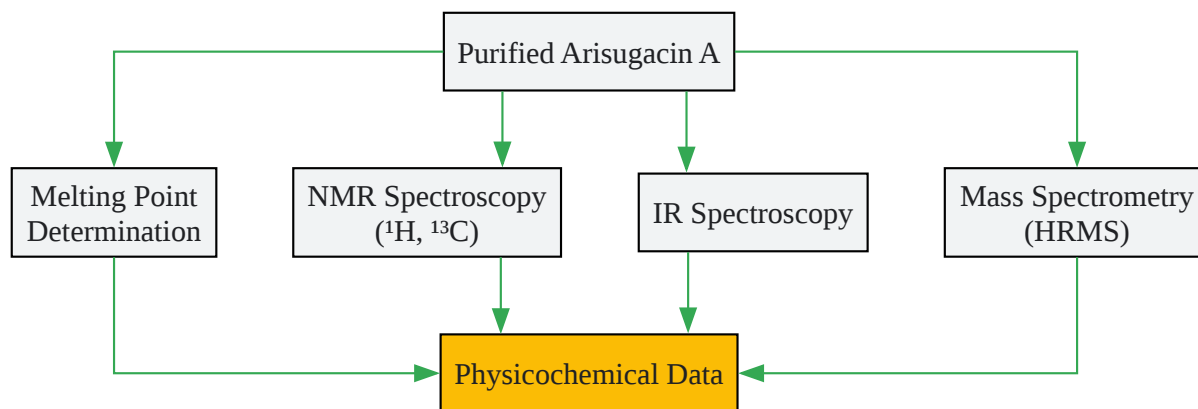 Purified Arisugacin A
Melting Point
Determination
NMR Spectroscopy
(¹H, ¹³C)
IR Spectroscopy
Mass Spectrometry
(HRMS)
Physicochemical Data